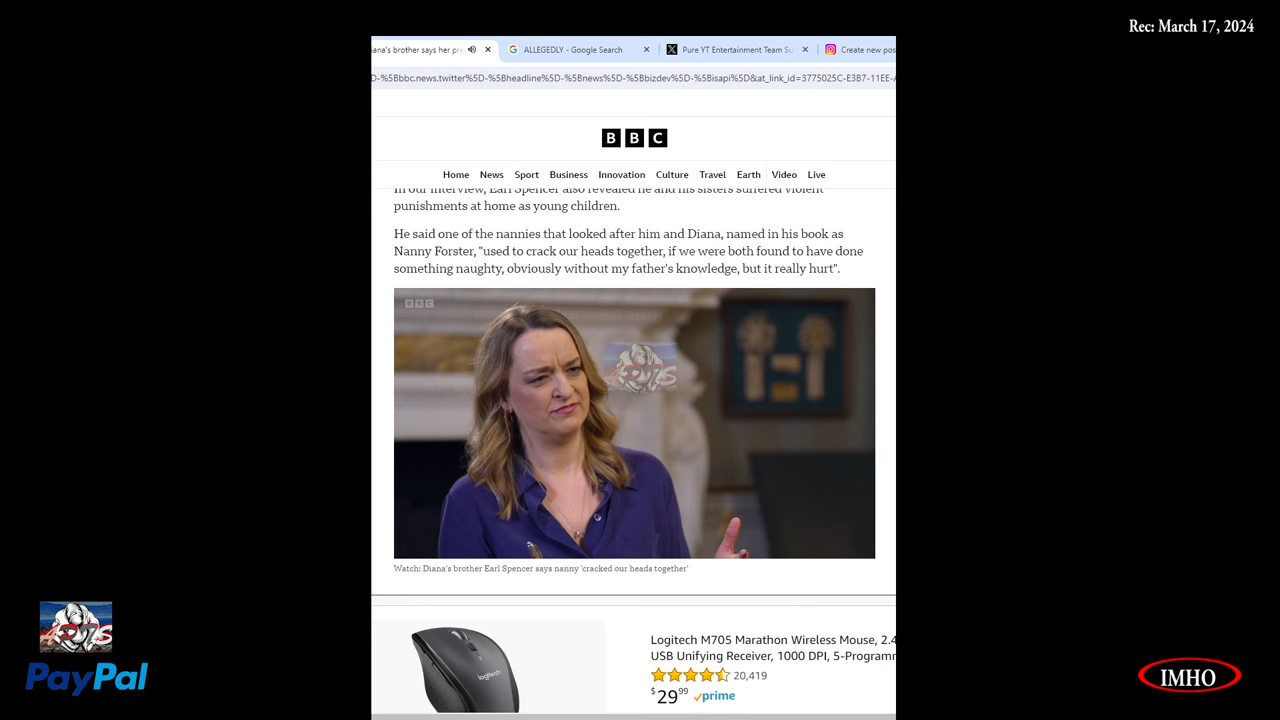 Rec: March 17, 2024
iana's brother says her pr
ALLEGEDLY - Google Search
Pure YT Entertainment Team Su
Create new pos
D-%5Bbbc.news.twitter%5D-%5Bheadline%5D-%5Bnews%5D-%5Bbizdev%5D-%5Bisapi%5D&at_link_id=3775025C-E3B7-11EE-A
BBC
Home News Sport Business Innovation Culture Travel Earth Video Live
In our interview, Earl Spencer also revealed he and his sisters suffered violent
punishments at home as young children.
He said one of the nannies that looked after him and Diana, named in his book as
Nanny Forster, "used to crack our heads together, if we were both found to have done
something naughty, obviously without my father's knowledge, but it really hurt".
BBC
4R7S
Watch: Diana's brother Earl Spencer says nanny 'cracked our heads together'
logitech
Logitech M705 Marathon Wireless Mouse, 2.4
USB Unifying Receiver, 1000 DPI, 5-Programm
20,419
$29.99 prime
4R7S
PayPal
IMHO